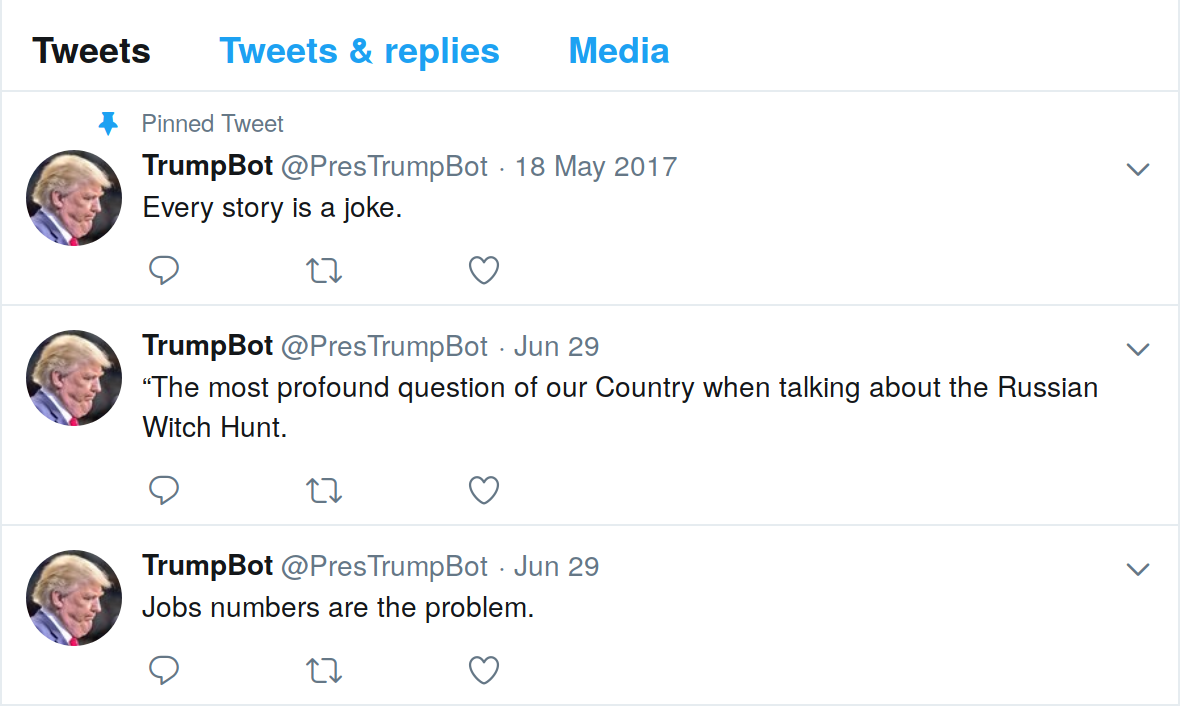 Tweets Tweets & replies Media
Pinned Tweet
TrumpBot @PresTrumpBot · 18 May 2017
Every story is a joke.
TrumpBot @PresTrumpBot · Jun 29
“The most profound question of our Country when talking about the Russian
Witch Hunt.
TrumpBot @PresTrumpBot · Jun 29
Jobs numbers are the problem.